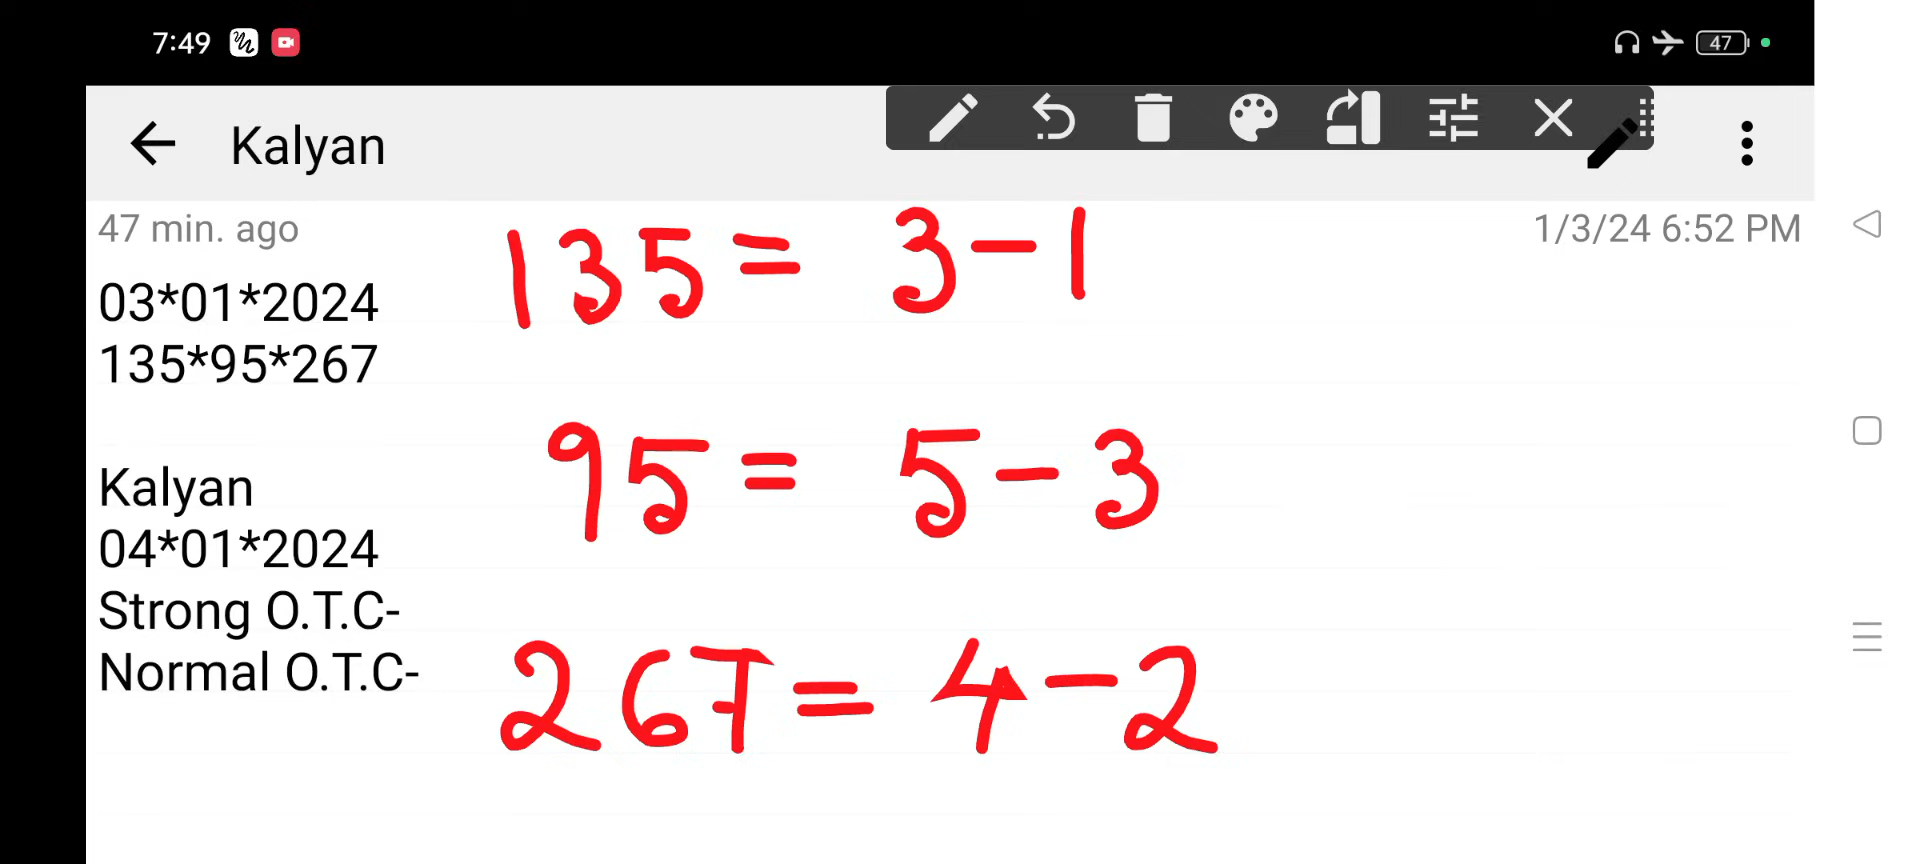 7:49 47
Kalyan
47 min. ago 1/3/24 6:52 PM
03*01*2024
135*95*267
Kalyan
04*01*2024
Strong O.T.C-
Normal O.T.C-
135= 3-1
95= 5-3
267= 4-2